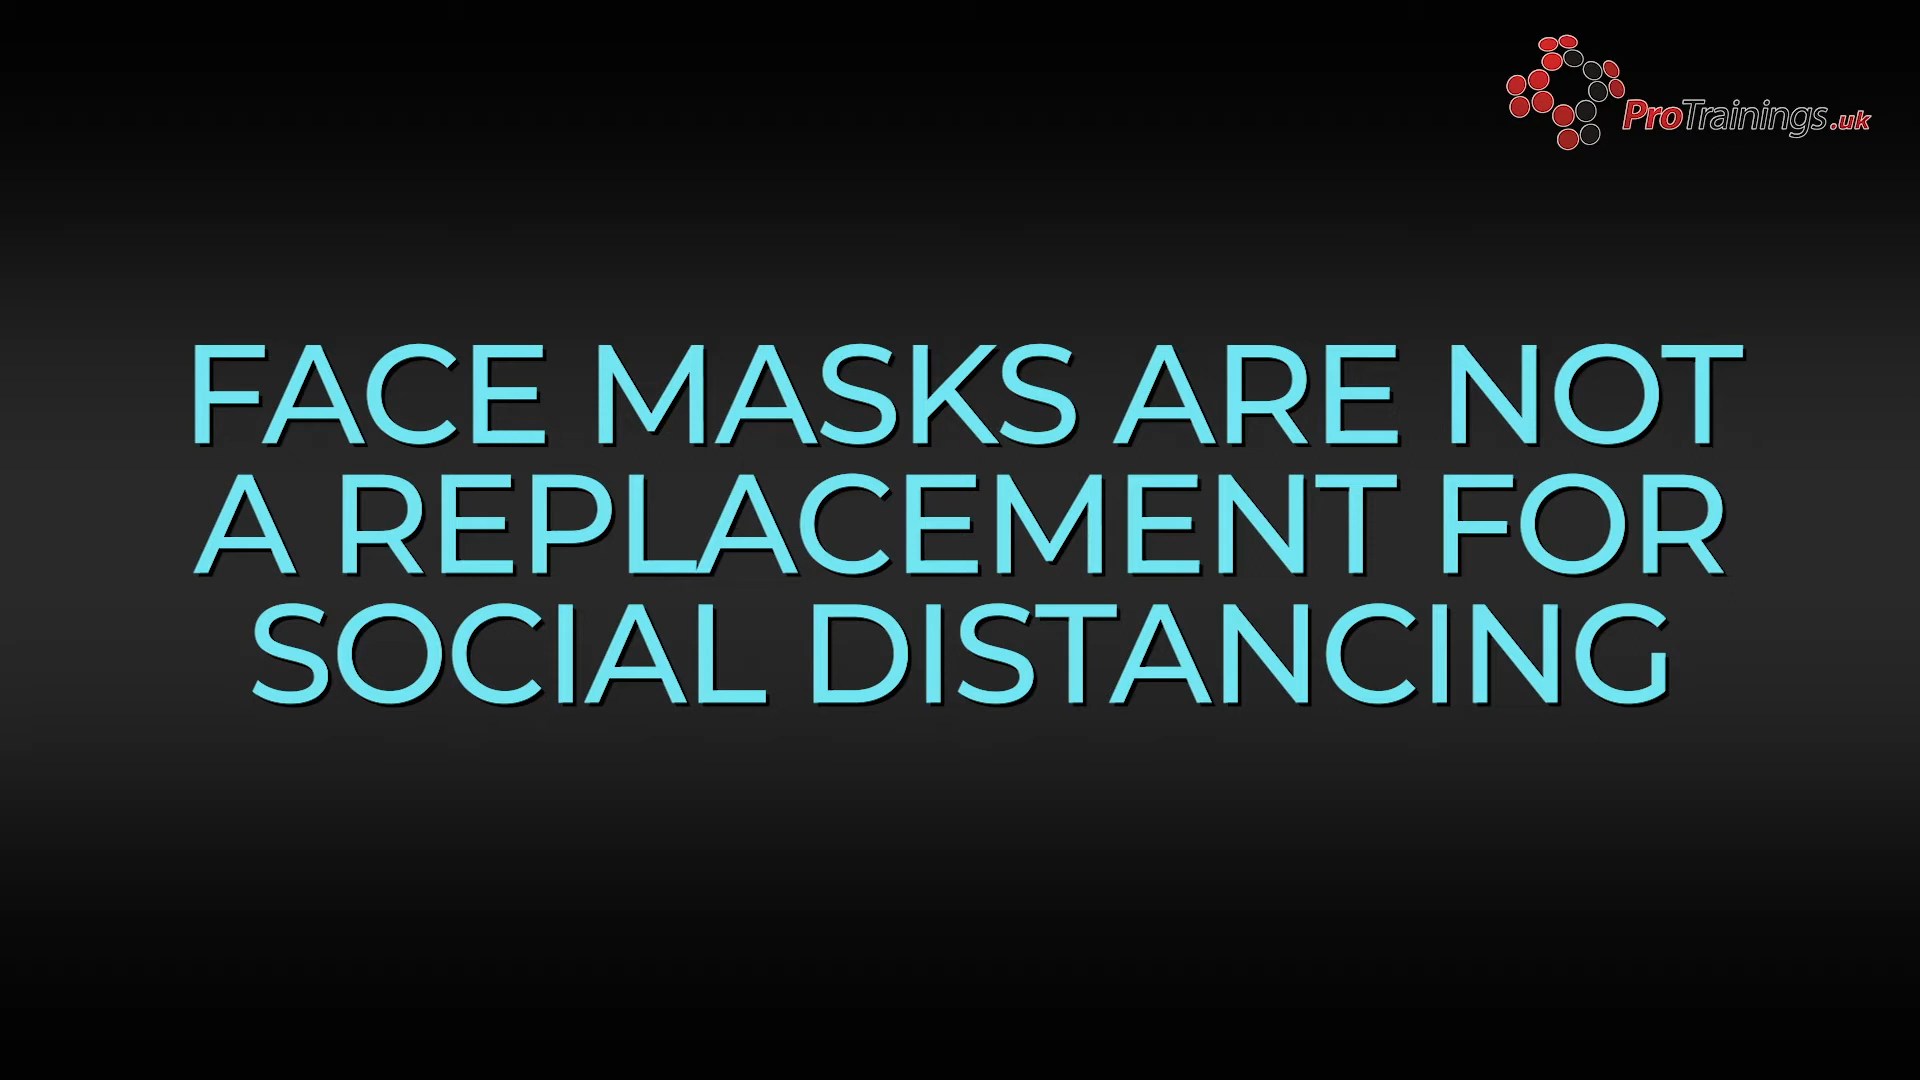 ProTrainings.uk
FACE MASKS ARE NOT
A REPLACEMENT FOR
SOCIAL DISTANCING